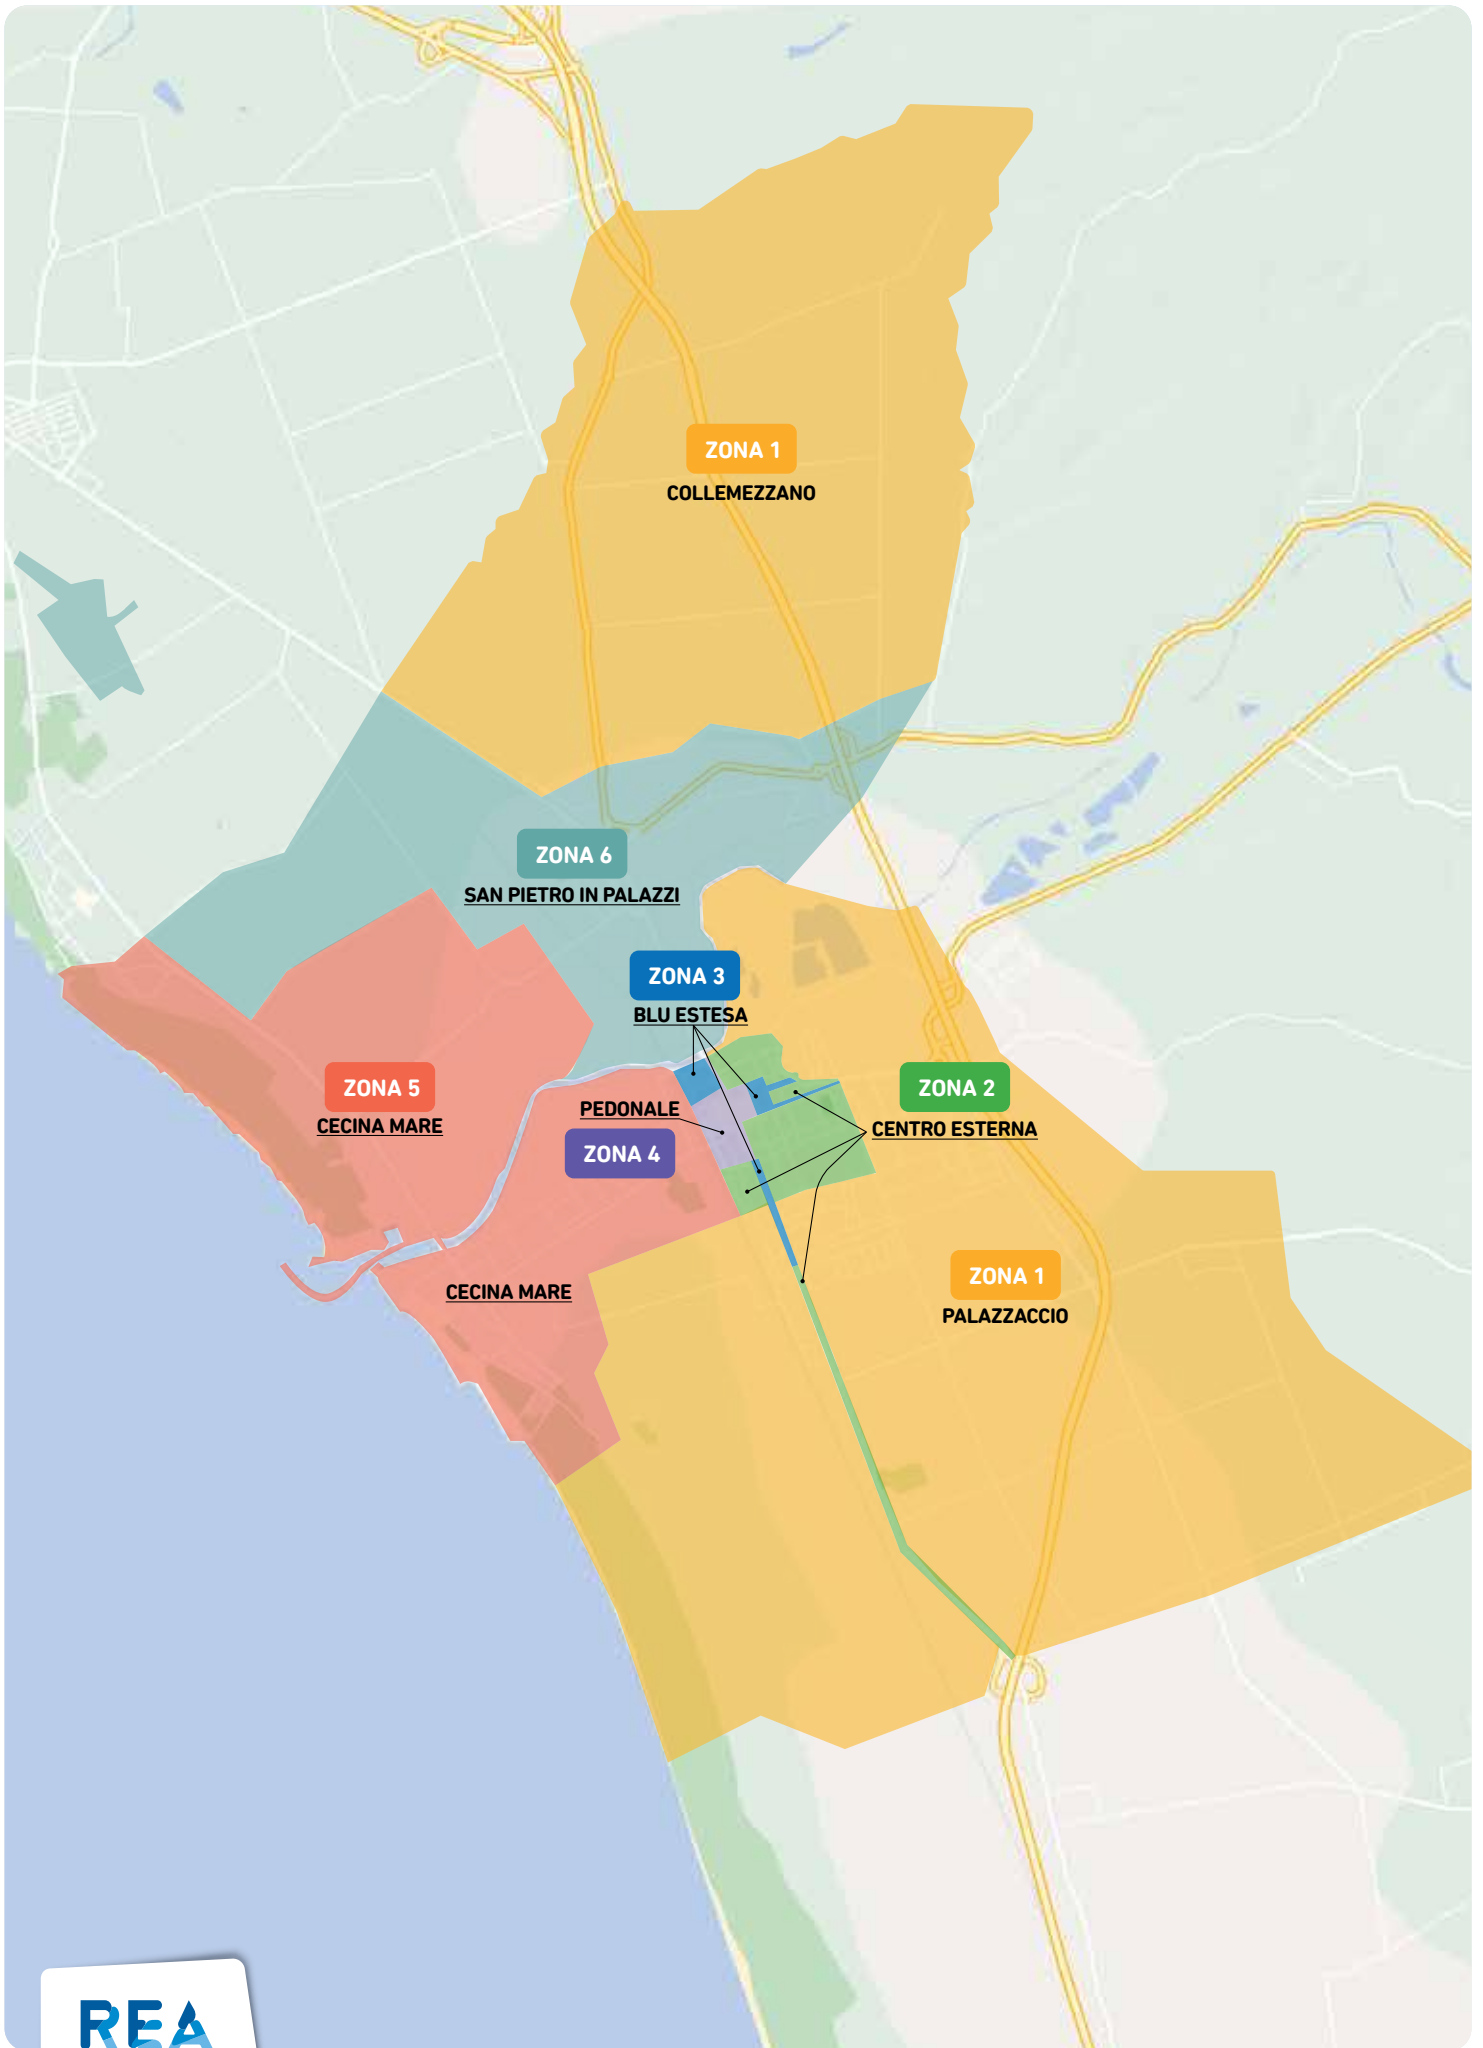 ZONA 1
COLLEMEZZANO
ZONA 6
SAN PIETRO IN PALAZZI
ZONA 3
BLU ESTESA
ZONA 5
CECINA MARE
PEDONALE
ZONA 4
ZONA 2
CENTRO ESTERNA
CECINA MARE
ZONA 1
PALAZZACCIO
REA